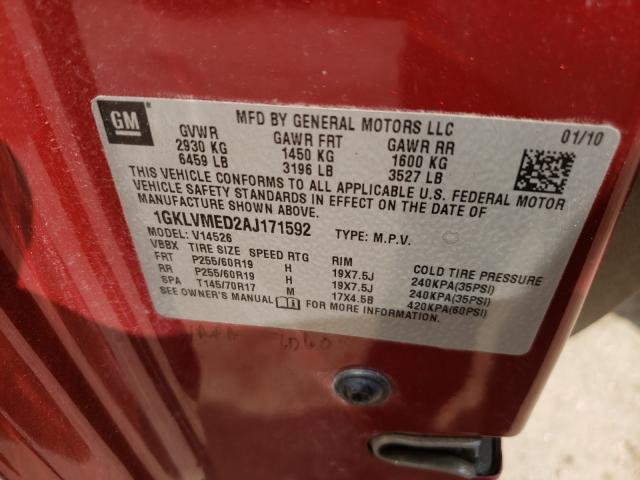 GM
MFD BY GENERAL MOTORS LLC
01/10
GVWR GAWR FRT GAWR RR
2930 KG 1450 KG 1600 KG
6459 LB 3196 LB 3527 LB
THIS VEHICLE CONFORMS TO ALL APPLICABLE U.S. FEDERAL MOTOR
VEHICLE SAFETY STANDARDS IN EFFECT ON THE DATE OF
MANUFACTURE SHOWN ABOVE.
1GKLVMED2AJ171592 TYPE: M.P.V.
MODEL: V14526
VBBX TIRE SIZE SPEED RTG RIM COLD TIRE PRESSURE
FRT P255/60R19 H 19X7.5J 240KPA(35PSI)
RR P255/60R19 H 19X7.5J 240KPA(35PSI)
SPA T145/70R17 M 17X4.5B 420KPA(60PSI)
SEE OWNER'S MANUAL FOR MORE INFORMATION.